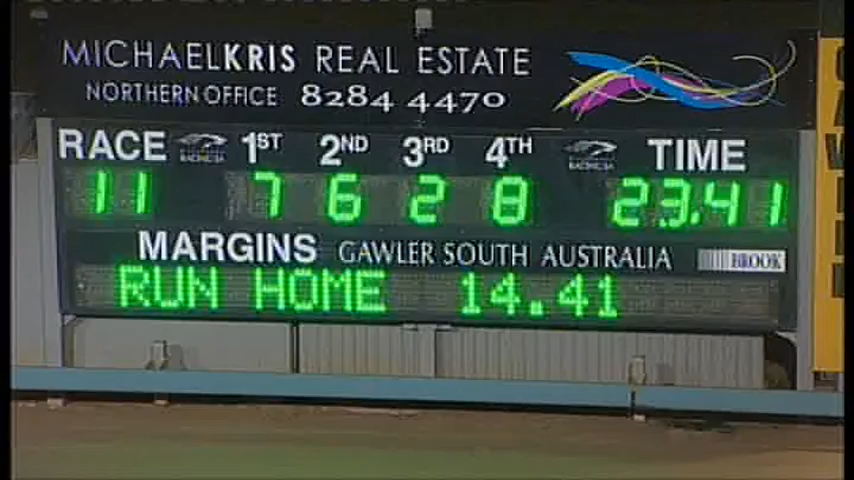 MICHAELKRIS REAL ESTATE
NORTHERN OFFICE 8284 4470
RACE 1ST 2ND 3RD 4TH TIME
11 7 6 2 8 23.41
MARGINS GAWLER SOUTH AUSTRALIA BROOK
RUN HOME 14.41